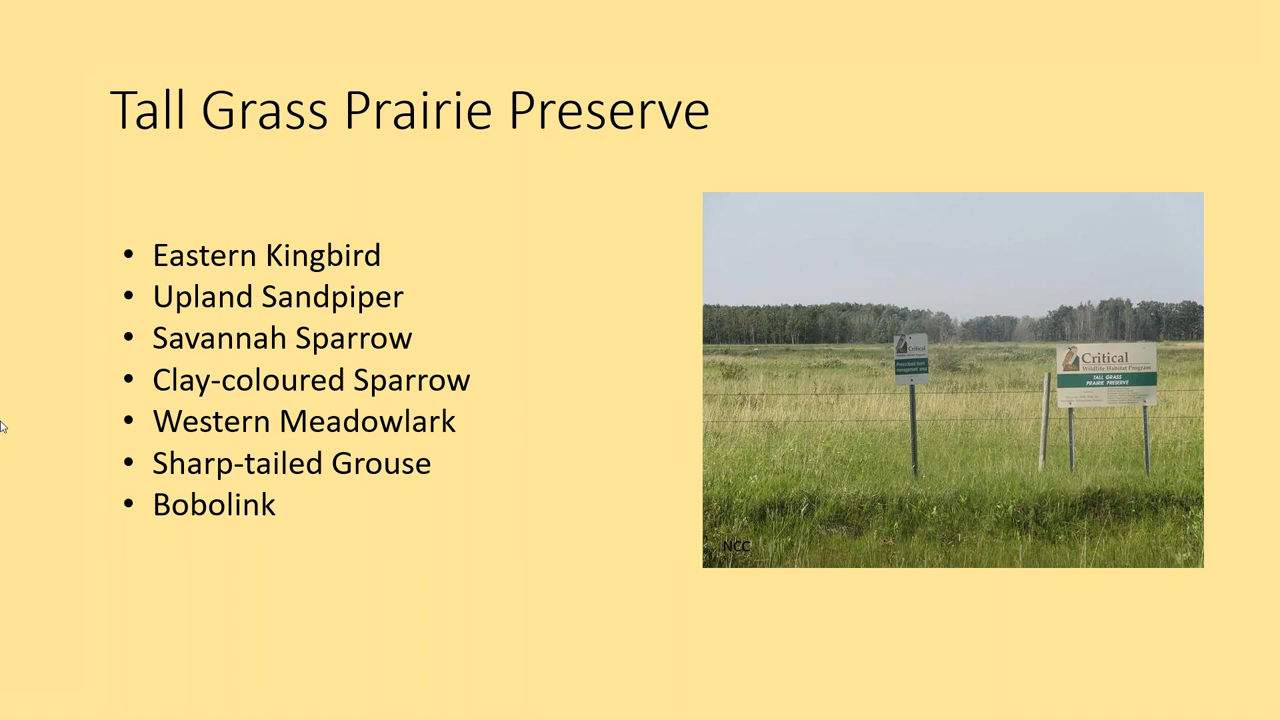 Tall Grass Prairie Preserve
• Eastern Kingbird
• Upland Sandpiper
• Savannah Sparrow
• Clay-coloured Sparrow
• Western Meadowlark
• Sharp-tailed Grouse
• Bobolink
Critical
Critical
Wildlife Habitat Program
TALL GRASS
PRAIRIE PRESERVE
NCC